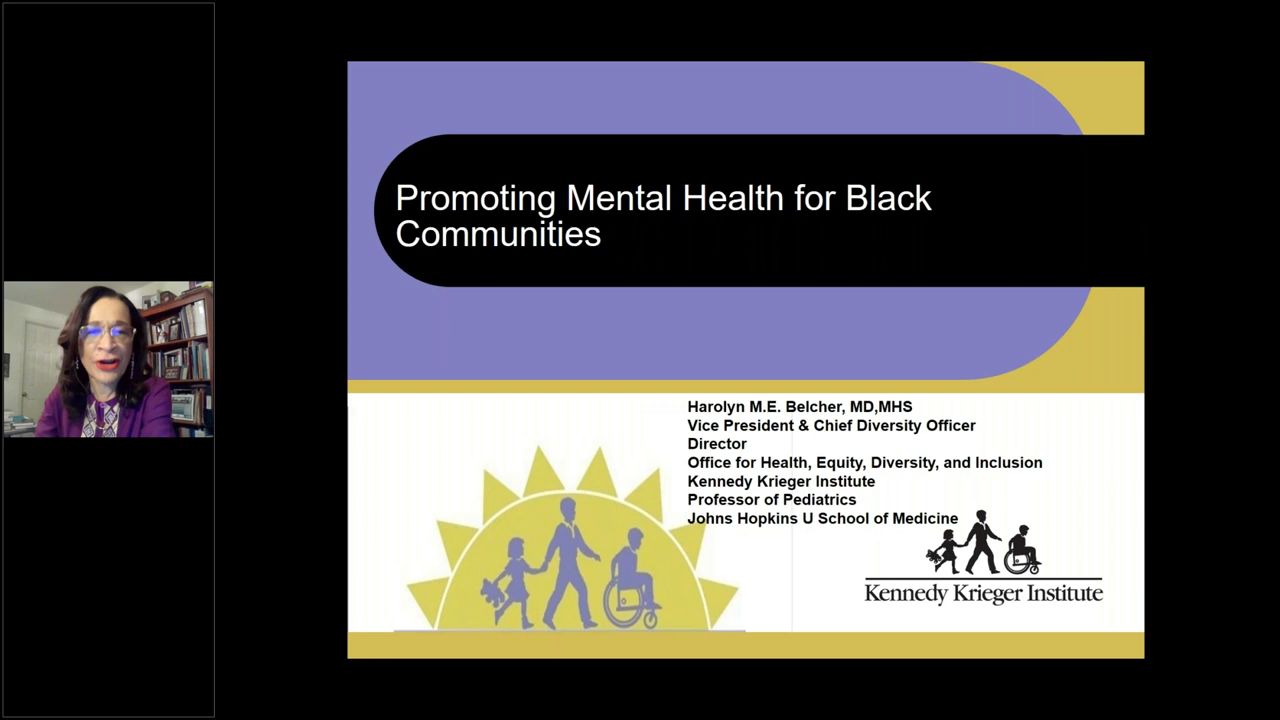 Promoting Mental Health for Black
Communities
Harolyn M.E. Belcher, MD,MHS
Vice President & Chief Diversity Officer
Director
Office for Health, Equity, Diversity, and Inclusion
Kennedy Krieger Institute
Professor of Pediatrics
Johns Hopkins U School of Medicine
Kennedy Krieger Institute